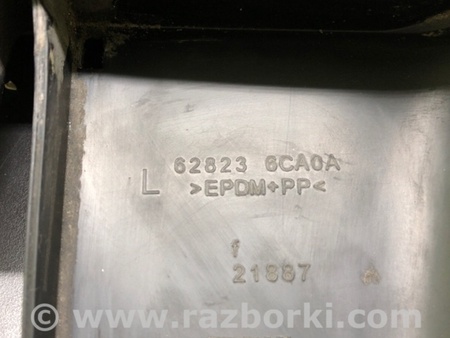 62823 6CA0A
L >EPDM+PP<
f
21887
www.razborki.com